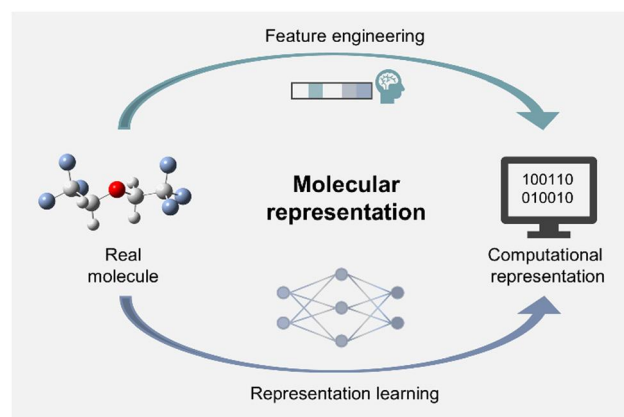 Feature engineering
Molecular
representation
100110
010010
Real
molecule
Computational
representation
Representation learning